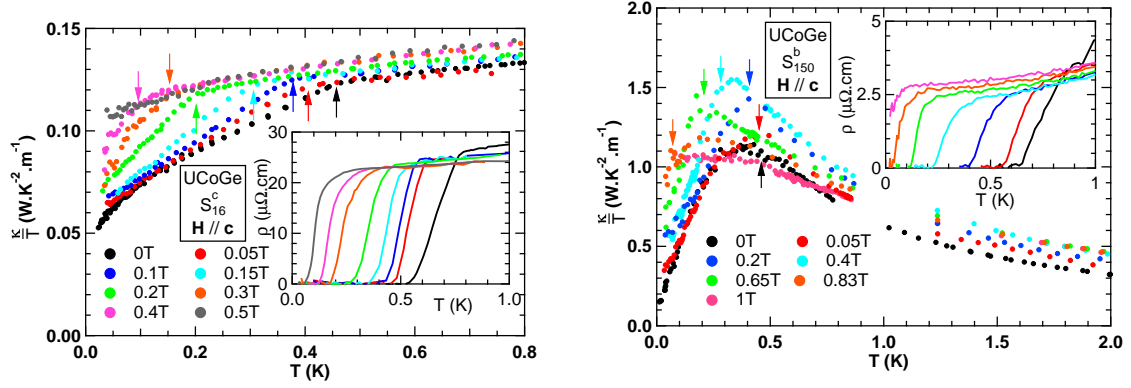 0.15
0.10
0.05
0.00
κ/T (W.K⁻².m⁻¹)
0.0 0.2 0.4 0.6 0.8
T (K)
UCoGe
S₁₆ᶜ
H // c
0T 0.05T
0.1T 0.15T
0.2T 0.3T
0.4T 0.5T
30
20
10
0
ρ (μΩ.cm)
0.0 0.5 1.0
T (K)
2.0
1.5
1.0
0.5
0.0
κ/T (W.K⁻².m⁻¹)
0.0 0.5 1.0 1.5 2.0
T (K)
UCoGe
S₁₅₀ᵇ
H // c
0T 0.05T
0.2T 0.4T
0.65T 0.83T
1T
5
2.5
0
ρ (μΩ.cm)
0 0.5 1
T (K)